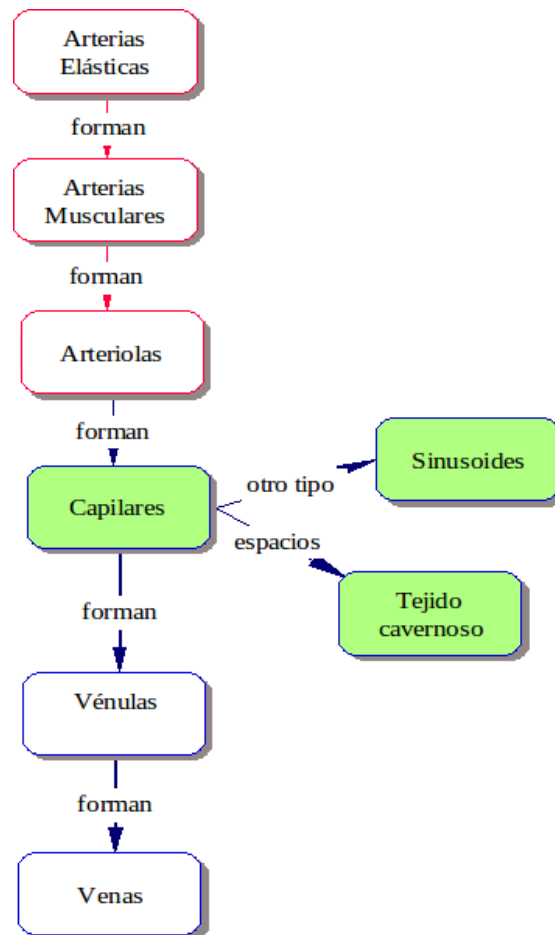 Arterias
Elásticas
forman
Arterias
Musculares
forman
Arteriolas
forman
Capilares
otro tipo
Sinusoides
espacios
Tejido
cavernoso
forman
Vénulas
forman
Venas